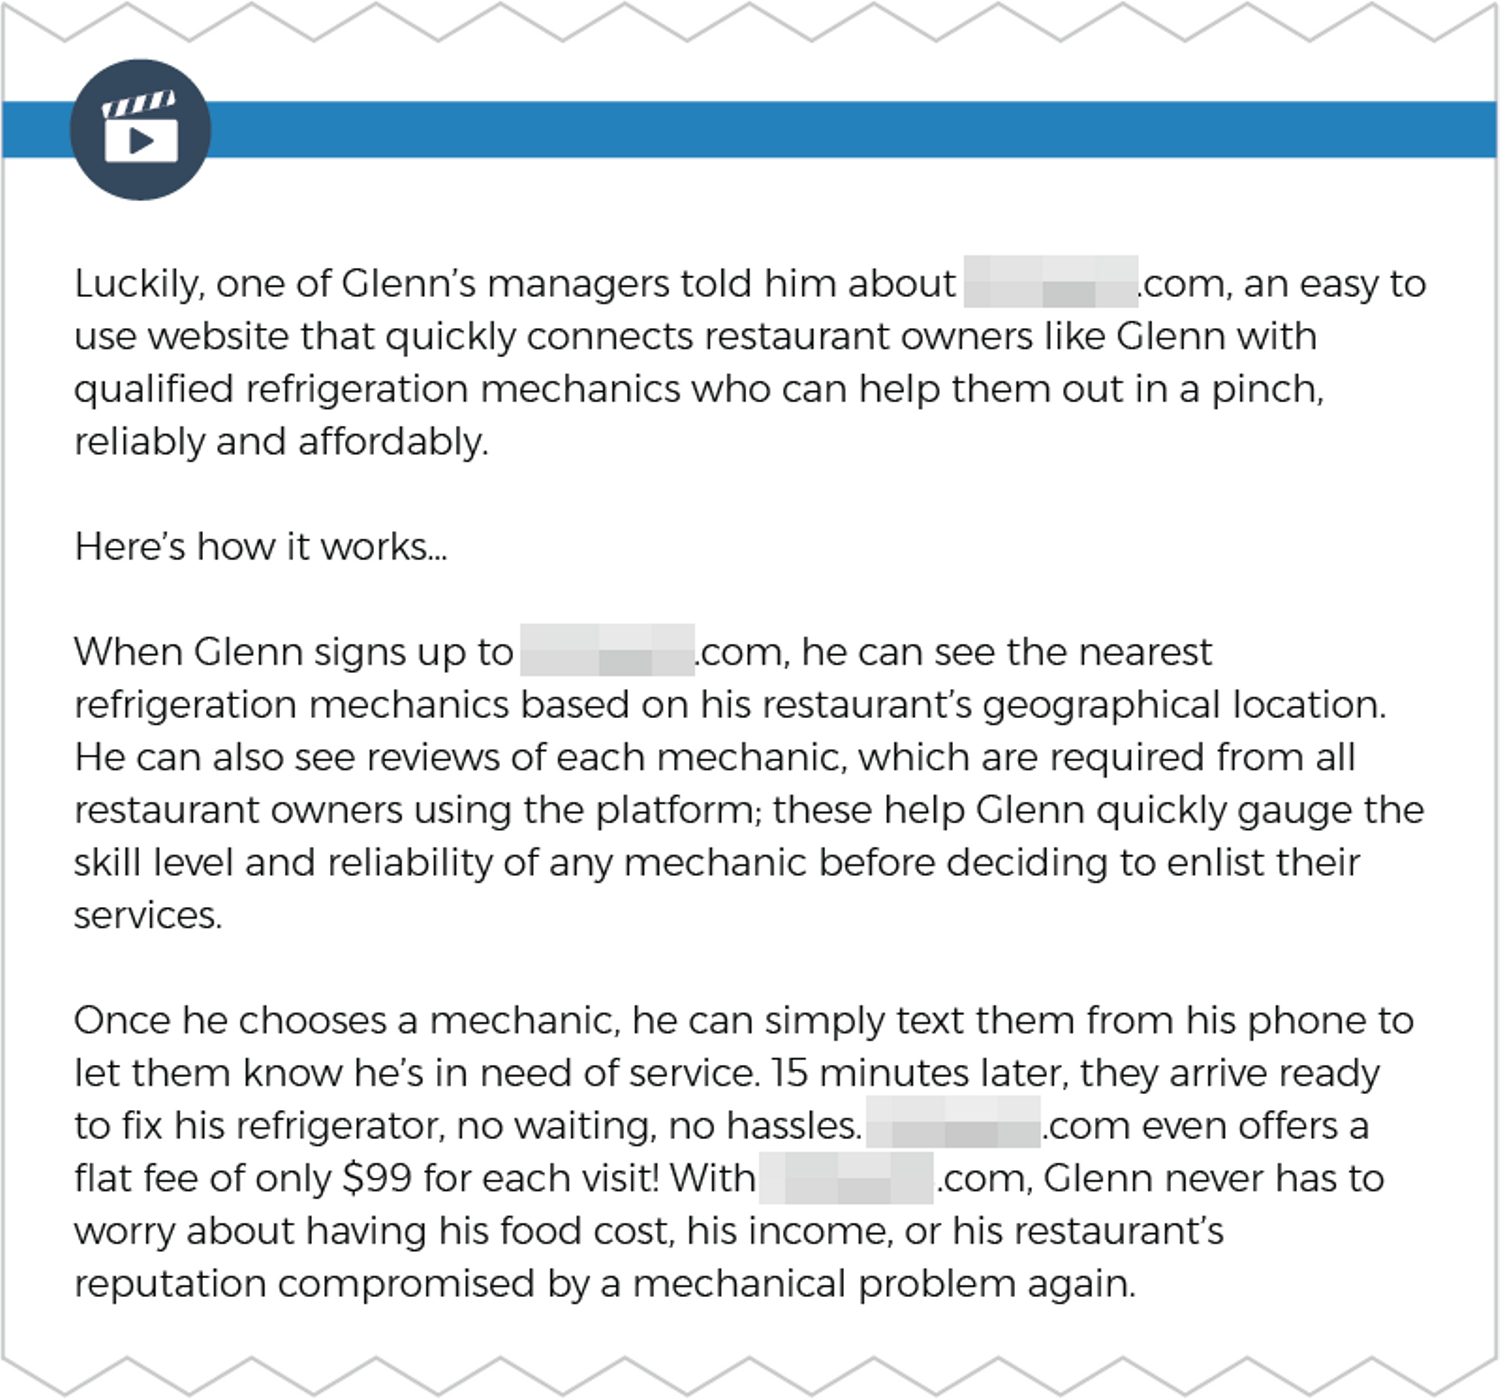 Luckily, one of Glenn’s managers told him about .com, an easy to
use website that quickly connects restaurant owners like Glenn with
qualified refrigeration mechanics who can help them out in a pinch,
reliably and affordably.
Here’s how it works...
When Glenn signs up to .com, he can see the nearest
refrigeration mechanics based on his restaurant’s geographical location.
He can also see reviews of each mechanic, which are required from all
restaurant owners using the platform; these help Glenn quickly gauge the
skill level and reliability of any mechanic before deciding to enlist their
services.
Once he chooses a mechanic, he can simply text them from his phone to
let them know he’s in need of service. 15 minutes later, they arrive ready
to fix his refrigerator, no waiting, no hassles. .com even offers a
flat fee of only $99 for each visit! With .com, Glenn never has to
worry about having his food cost, his income, or his restaurant’s
reputation compromised by a mechanical problem again.